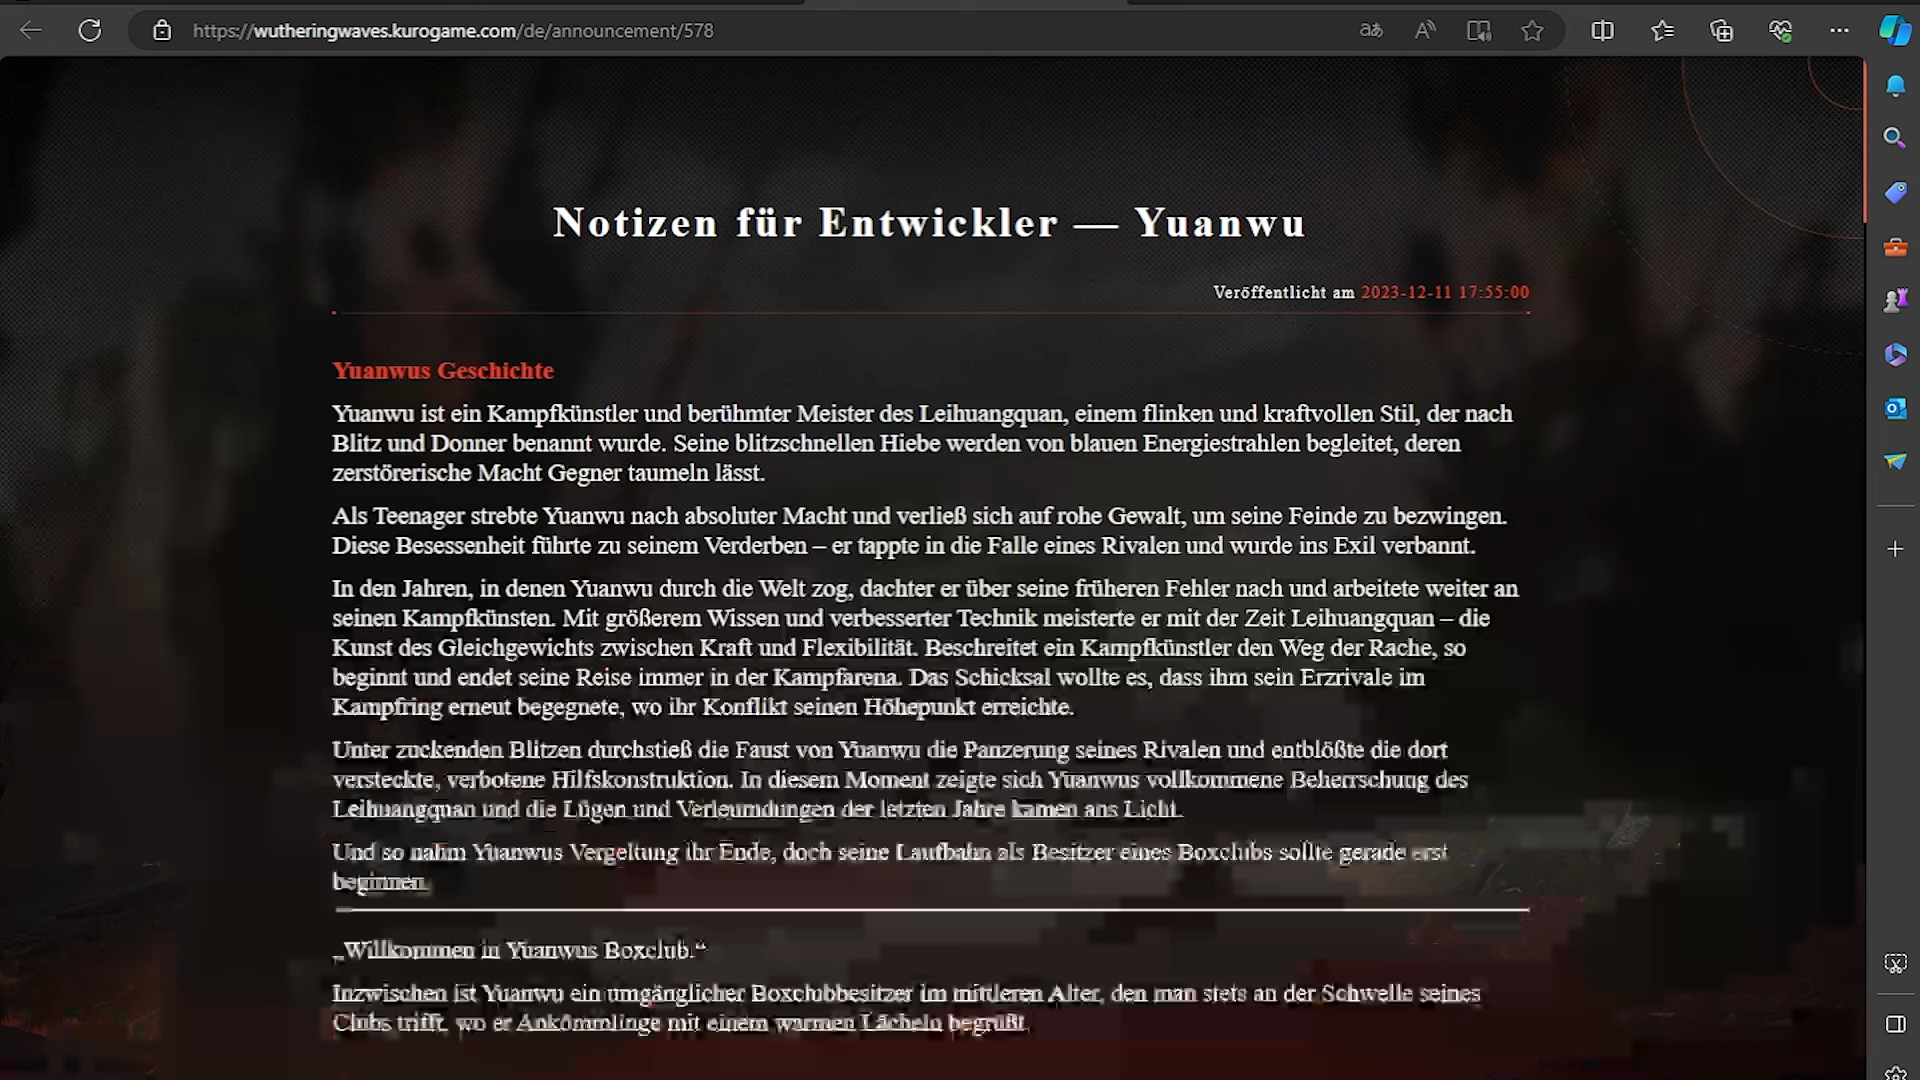 https://wutheringwaves.kurogame.com/de/announcement/578
Notizen für Entwickler — Yuanwu
Veröffentlicht am 2023-12-11 17:55:00
Yuanwus Geschichte
Yuanwu ist ein Kampfkünstler und berühmter Meister des Leihuangquan, einem flinken und kraftvollen Stil, der nach
Blitz und Donner benannt wurde. Seine blitzschnellen Hiebe werden von blauen Energiestrahlen begleitet, deren
zerstörerische Macht Gegner taumeln lässt.
Als Teenager strebte Yuanwu nach absoluter Macht und verließ sich auf rohe Gewalt, um seine Feinde zu bezwingen.
Diese Besessenheit führte zu seinem Verderben – er tappte in die Falle eines Rivalen und wurde ins Exil verbannt.
In den Jahren, in denen Yuanwu durch die Welt zog, dachter er über seine früheren Fehler nach und arbeitete weiter an
seinen Kampfkünsten. Mit größerem Wissen und verbesserter Technik meisterte er mit der Zeit Leihuangquan – die
Kunst des Gleichgewichts zwischen Kraft und Flexibilität. Beschreitet ein Kampfkünstler den Weg der Rache, so
beginnt und endet seine Reise immer in der Kampfarena. Das Schicksal wollte es, dass ihm sein Erzrivale im
Kampfring erneut begegnete, wo ihr Konflikt seinen Höhepunkt erreichte.
Unter zuckenden Blitzen durchstieß die Faust von Yuanwu die Panzerung seines Rivalen und entblößte die dort
versteckte, verbotene Hilfskonstruktion. In diesem Moment zeigte sich Yuanwus vollkommene Beherrschung des
Leihuangquan und die Lügen und Verleumdungen der letzten Jahre kamen ans Licht.
Und so nahm Yuanwus Vergeltung ihr Ende, doch seine Laufbahn als Besitzer eines Boxclubs sollte gerade erst
beginnen.
„Willkommen in Yuanwus Boxclub.“
Inzwischen ist Yuanwu ein umgänglicher Boxclubbesitzer im mittleren Alter, den man stets an der Schwelle seines
Clubs trifft, wo er Ankömmlinge mit einem warmen Lächeln begrüßt.